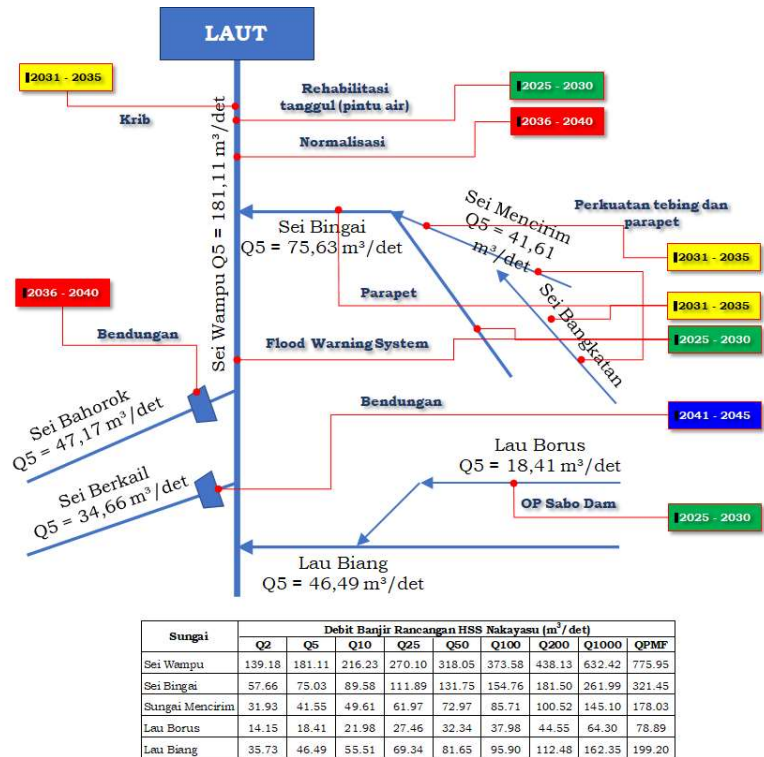 LAUT
2031 - 2035
Krib
Rehabilitasi
tanggul (pintu air)
2025 - 2030
2036 - 2040
Normalisasi
Sei Wampu Q5 = 181,11 m³/det
Sei Bingai
Q5 = 75,63 m³/det
Sei Mencirim
Q5 = 41,61
m³/det
Perkuatan tebing dan
parapet
2031 - 2035
2036 - 2040
Parapet
2031 - 2035
Sei Bangkatan
Bendungan
Flood Warning System
2025 - 2030
Sei Bahorok
Q5 = 47,17 m³/det
Bendungan
2041 - 2045
Sei Berkail
Q5 = 34,66 m³/det
Lau Borus
Q5 = 18,41 m³/det
OP Sabo Dam
2025 - 2030
Lau Biang
Q5 = 46,49 m³/det
Sungai Debit Banjir Rancangan HSS Nakayasu (m³/det)
Q2 Q5 Q10 Q25 Q50 Q100 Q200 Q1000 QPMF
Sei Wampu 139.18 181.11 216.23 270.10 318.05 373.58 438.13 632.42 775.95
Sei Bingai 57.66 75.03 89.58 111.89 131.75 154.76 181.50 261.99 321.45
Sungai Mencirim 31.93 41.55 49.61 61.97 72.97 85.71 100.52 145.10 178.03
Lau Borus 14.15 18.41 21.98 27.46 32.34 37.98 44.55 64.30 78.89
Lau Biang 35.73 46.49 55.51 69.34 81.65 95.90 112.48 162.35 199.20